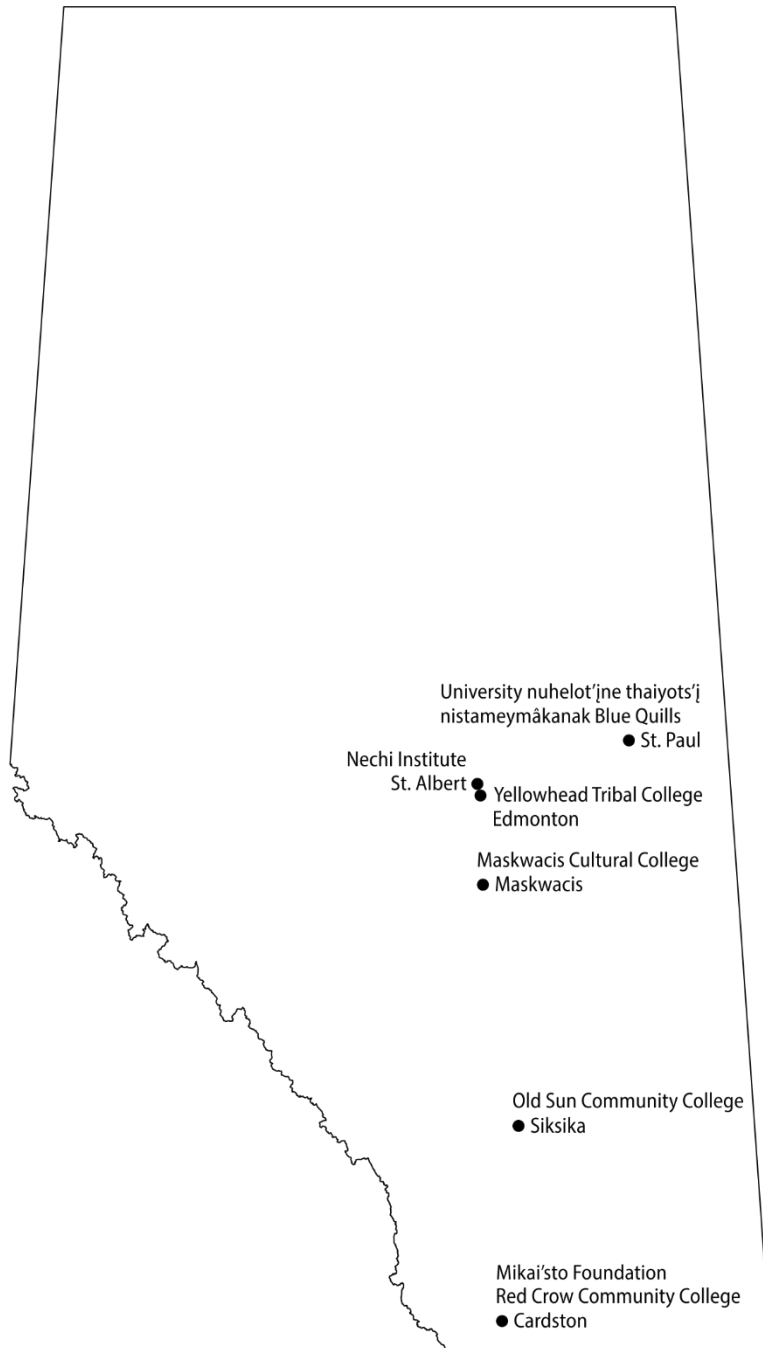 University nuhelot’įne thaiyots’į
nistameymâkanak Blue Quills
St. Paul
Nechi Institute
St. Albert
Yellowhead Tribal College
Edmonton
Maskwacis Cultural College
Maskwacis
Old Sun Community College
Siksika
Mikai’sto Foundation
Red Crow Community College
Cardston